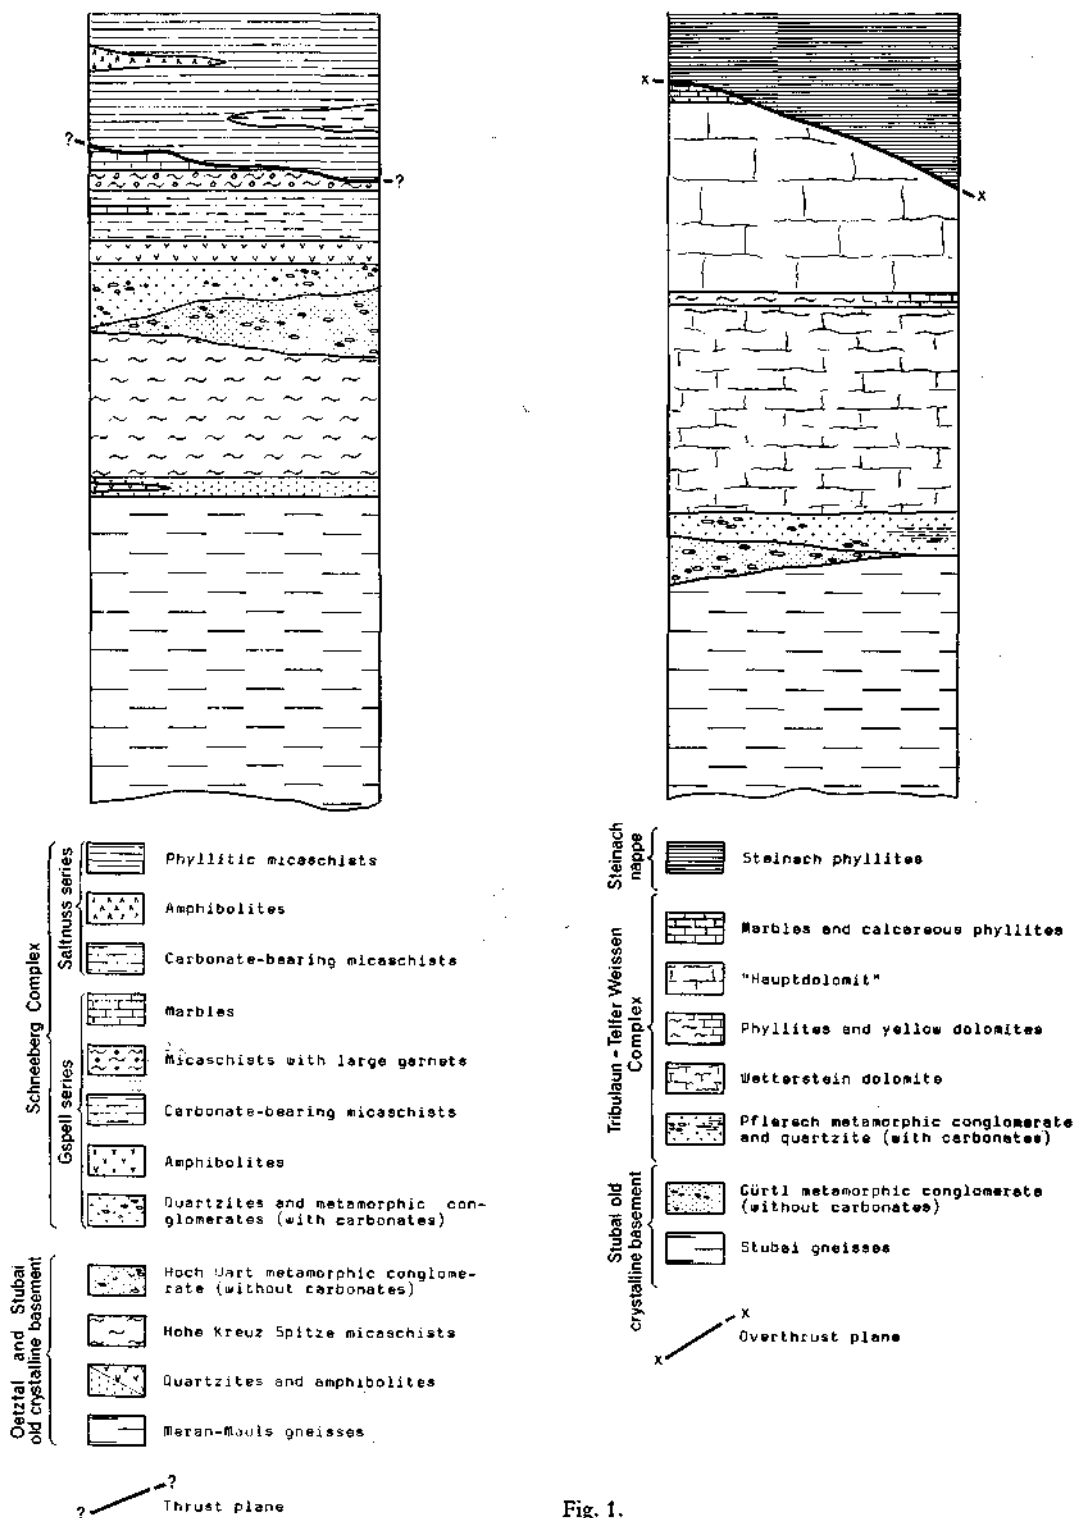 ?
?
x
x
Schneeberg Complex
Saltnuss series
Phyllitic micaschists
Amphibolites
Carbonate-bearing micaschists
Gspell series
Marbles
Micaschists with large garnets
Carbonate-bearing micaschists
Amphibolites
Quartzites and metamorphic con-
glomerates (with carbonates)
Oetztal and Stubai
old crystalline basement
Hoch Wart metamorphic conglome-
rate (without carbonates)
Hohe Kreuz Spitze micaschists
Quartzites and amphibolites
Meran-Mauls gneisses
?
?
Thrust plane
Steinach
nappe
Steinach phyllites
Tribulaun - Telfer Weissen
Complex
Marbles and calcareous phyllites
"Hauptdolomit"
Phyllites and yellow dolomites
Wetterstein dolomite
Pflersch metamorphic conglomerate
and quartzite (with carbonates)
Stubai old
crystalline basement
Gürtl metamorphic conglomerate
(without carbonates)
Stubai gneisses
x
x
Overthrust plane
Fig. 1.